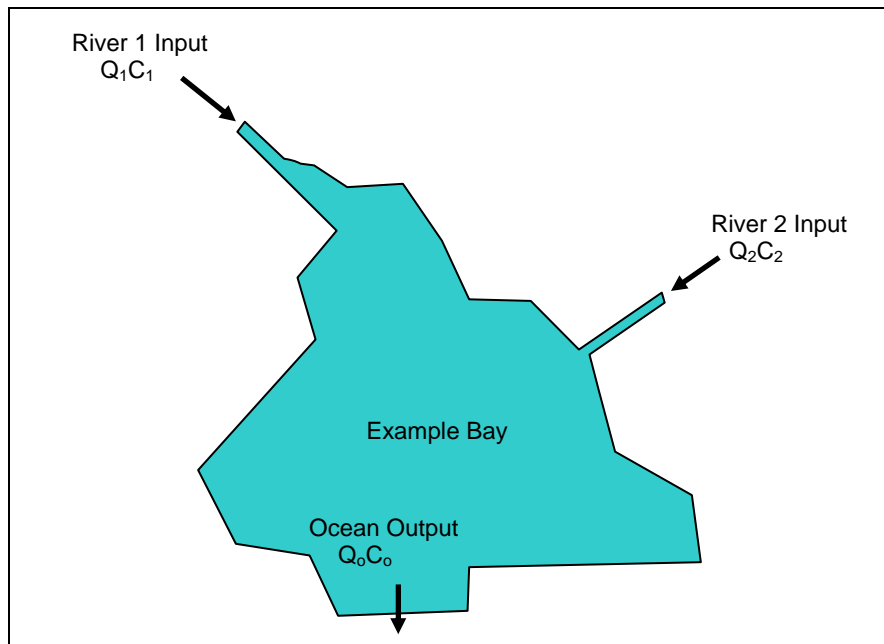 River 1 Input
Q₁C₁
River 2 Input
Q₂C₂
Example Bay
Ocean Output
QₒCₒ